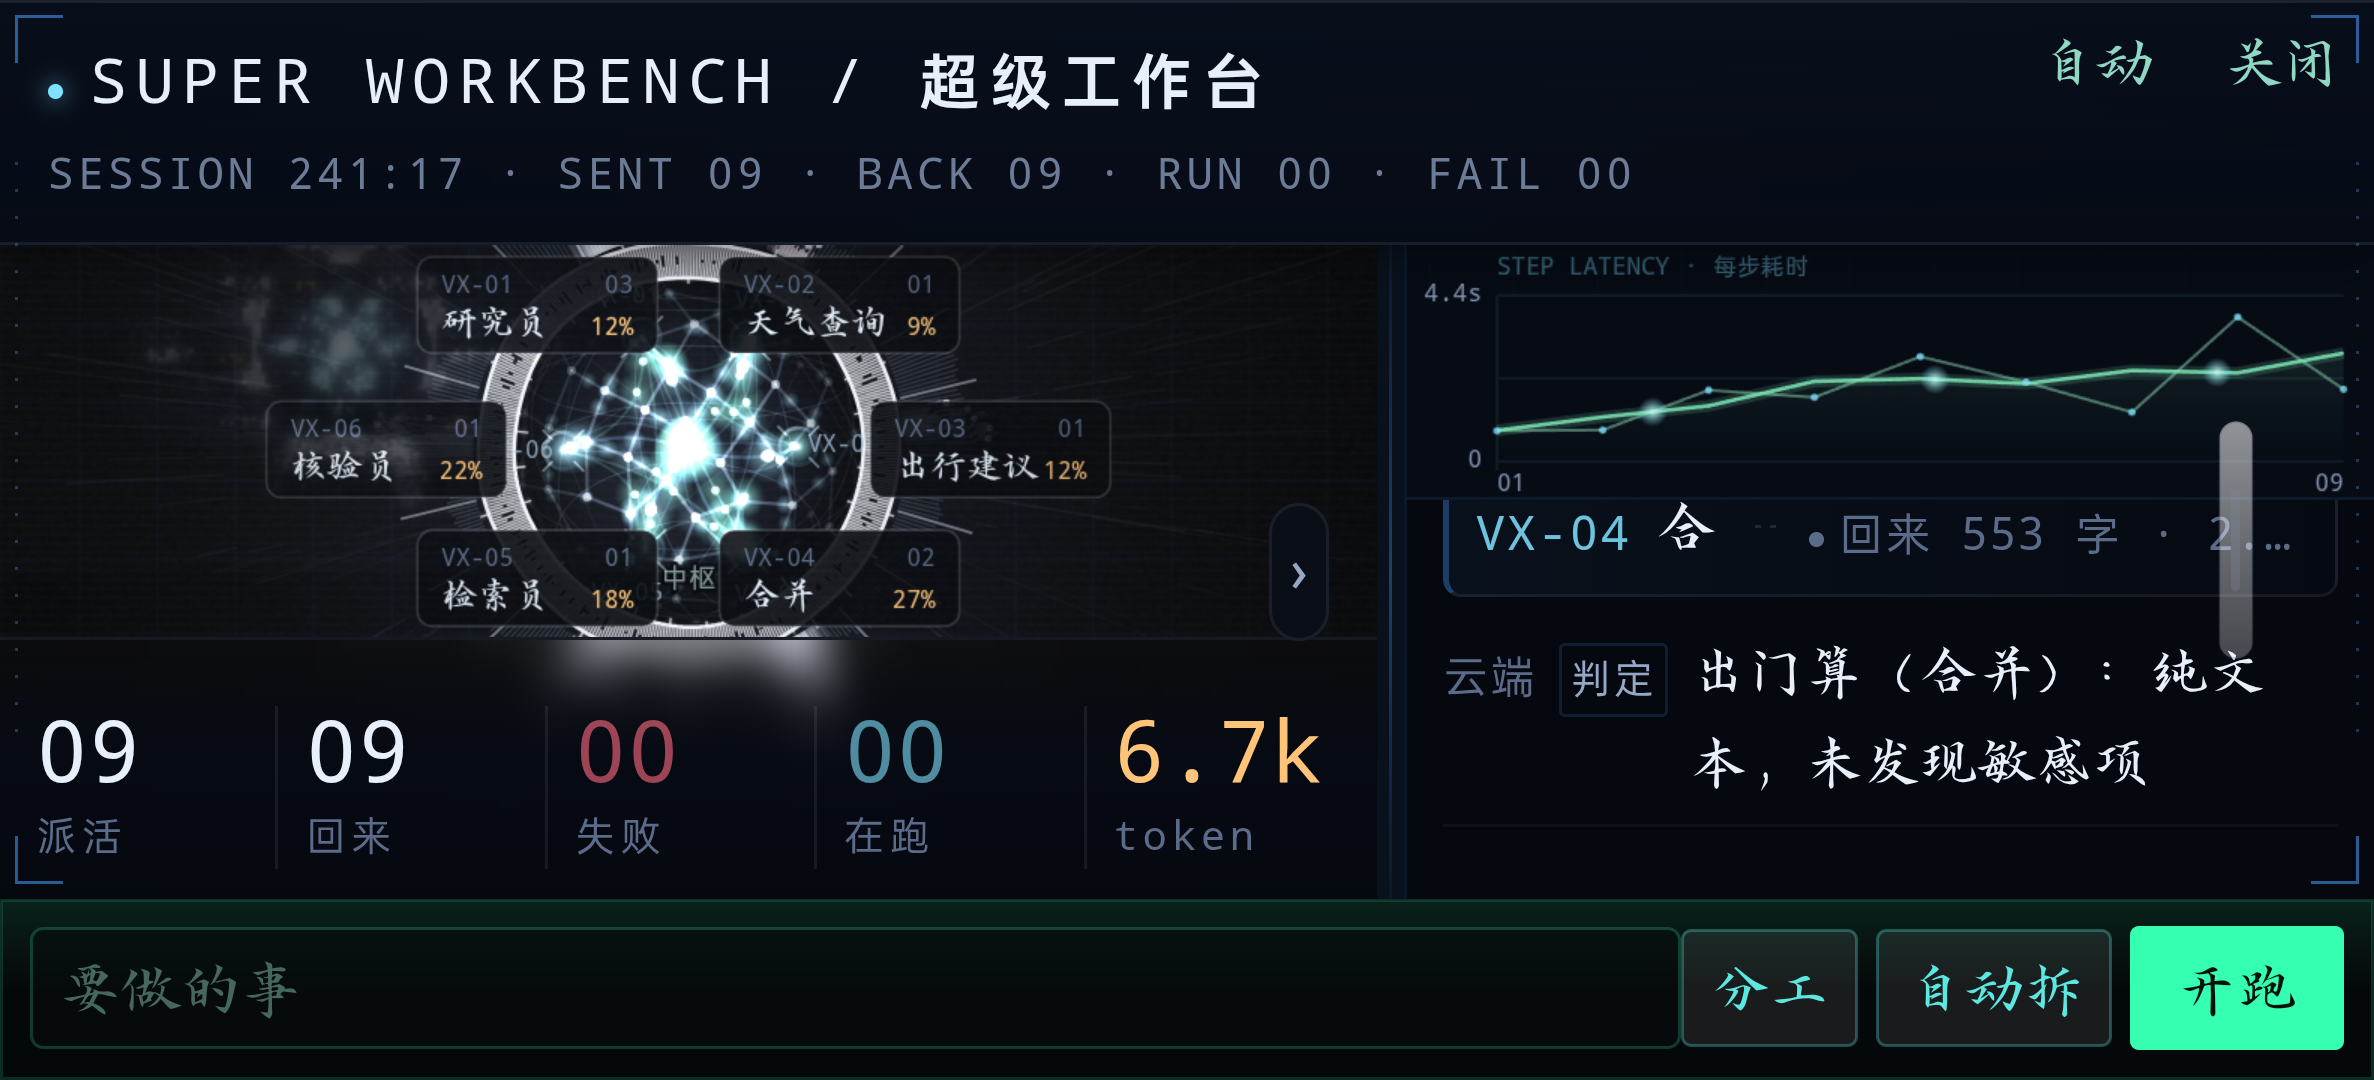 SUPER WORKBENCH / 超级工作台
自动 关闭
SESSION 241:17 · SENT 09 · BACK 09 · RUN 00 · FAIL 00
VX-01 03
研究员 12%
VX-02 01
天气查询 9%
VX-06 01
核验员 22%
06
VX-0
VX-03 01
出行建议 12%
VX-05 01
检索员 18%
中枢
VX-04 02
合并 27%
›
09
派活
09
回来
00
失败
00
在跑
6.7k
token
STEP LATENCY · 每步耗时
4.4s
0
01 09
VX-04 合 回来 553 字 · 2.…
云端 判定 出门算（合并）：纯文
本，未发现敏感项
要做的事
分工
自动拆
开跑